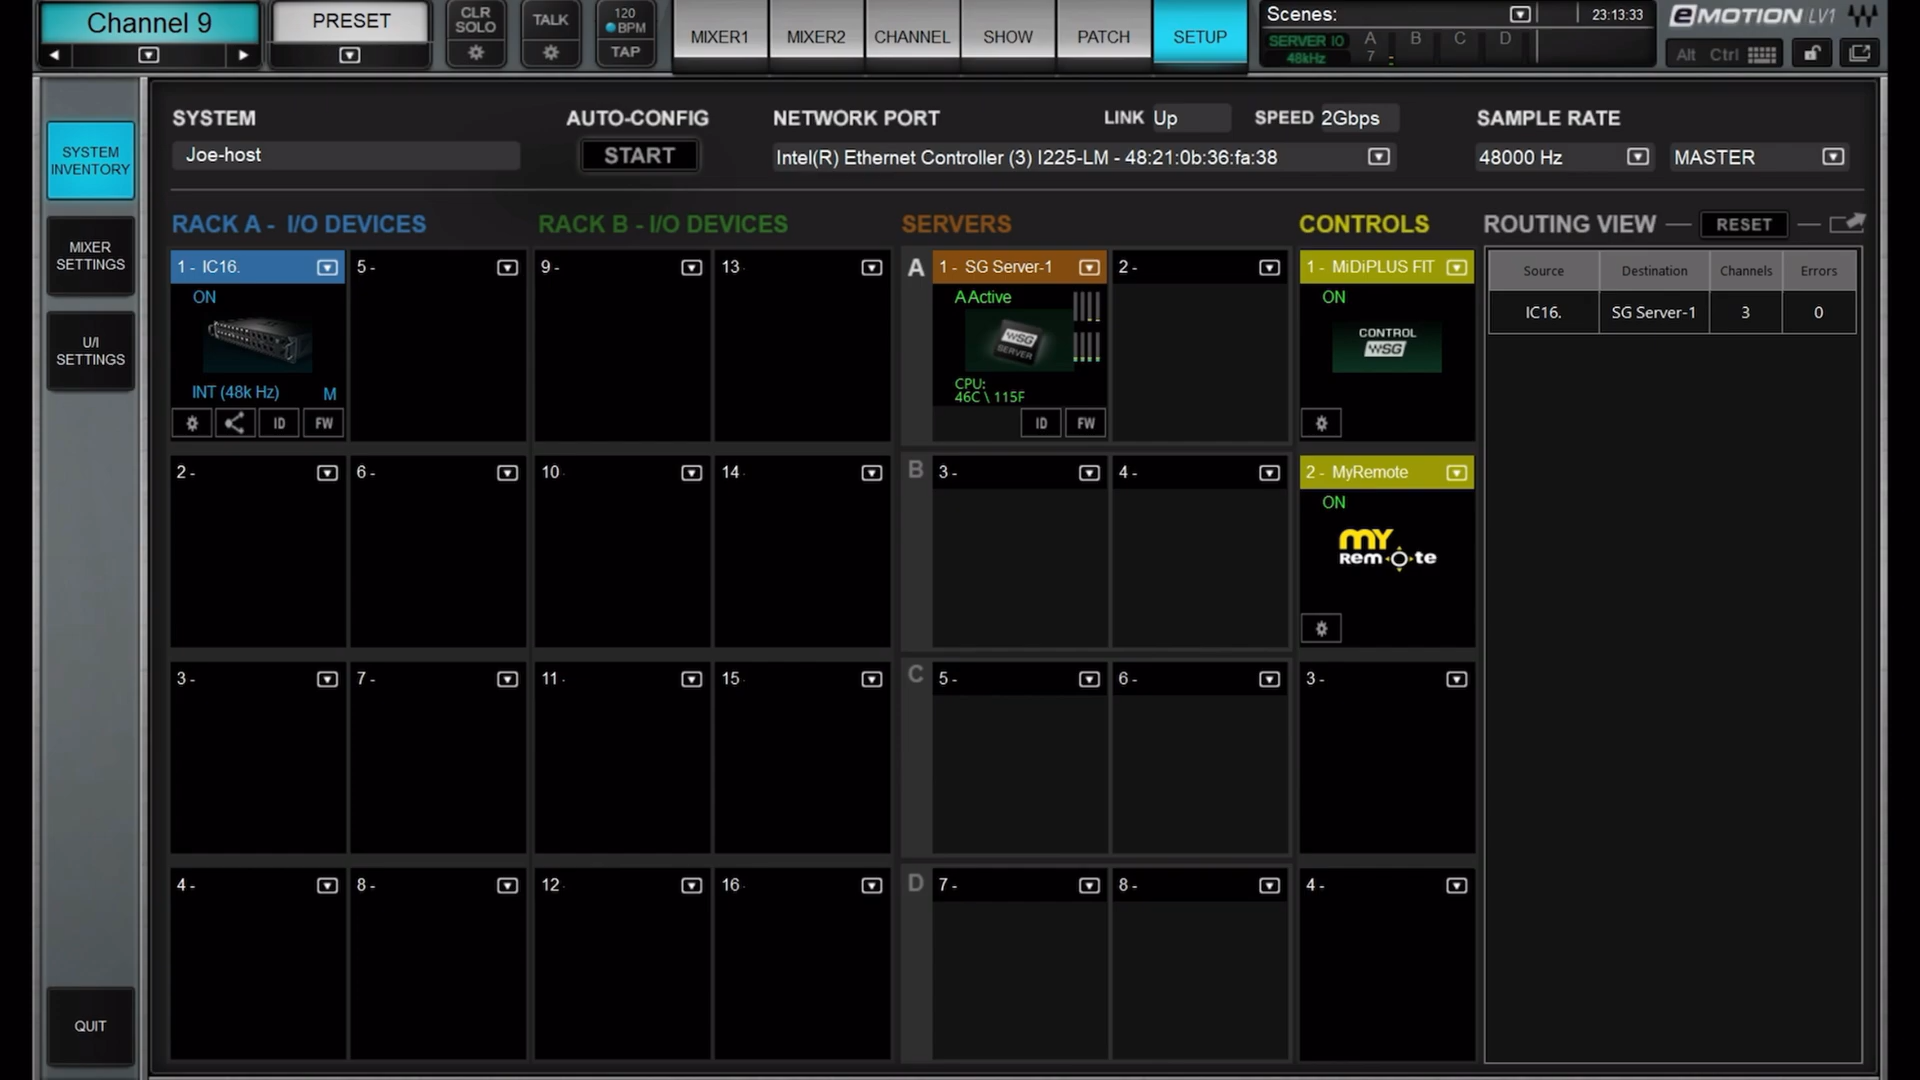 Channel 9
PRESET
CLR
SOLO
TALK
120
BPM
TAP
MIXER1
MIXER2
CHANNEL
SHOW
PATCH
SETUP
Scenes:
23:13:33
SERVER IO
48kHz
A B C D
7
eMOTION LV1
Alt Ctrl
SYSTEM
INVENTORY
MIXER
SETTINGS
U/I
SETTINGS
QUIT
SYSTEM
Joe-host
AUTO-CONFIG
START
NETWORK PORT
LINK Up
SPEED 2Gbps
Intel(R) Ethernet Controller (3) I225-LM - 48:21:0b:36:fa:38
SAMPLE RATE
48000 Hz
MASTER
RACK A - I/O DEVICES
RACK B - I/O DEVICES
SERVERS
CONTROLS
ROUTING VIEW
RESET
1 - IC16.
ON
INT (48k Hz) M
ID FW
5 -
9 -
13
A
1 - SG Server-1
A Active
WSG
SERVER
CPU:
46C \ 115F
ID FW
2 -
1 - MiDiPLUS FIT
ON
CONTROL
WSG
Source Destination Channels Errors
IC16. SG Server-1 3 0
2 -
6 -
10
14
B
3 -
4 -
2 - MyRemote
ON
MY
Remote
3 -
7 -
11
15
C
5 -
6 -
3 -
4 -
8 -
12
16
D
7 -
8 -
4 -